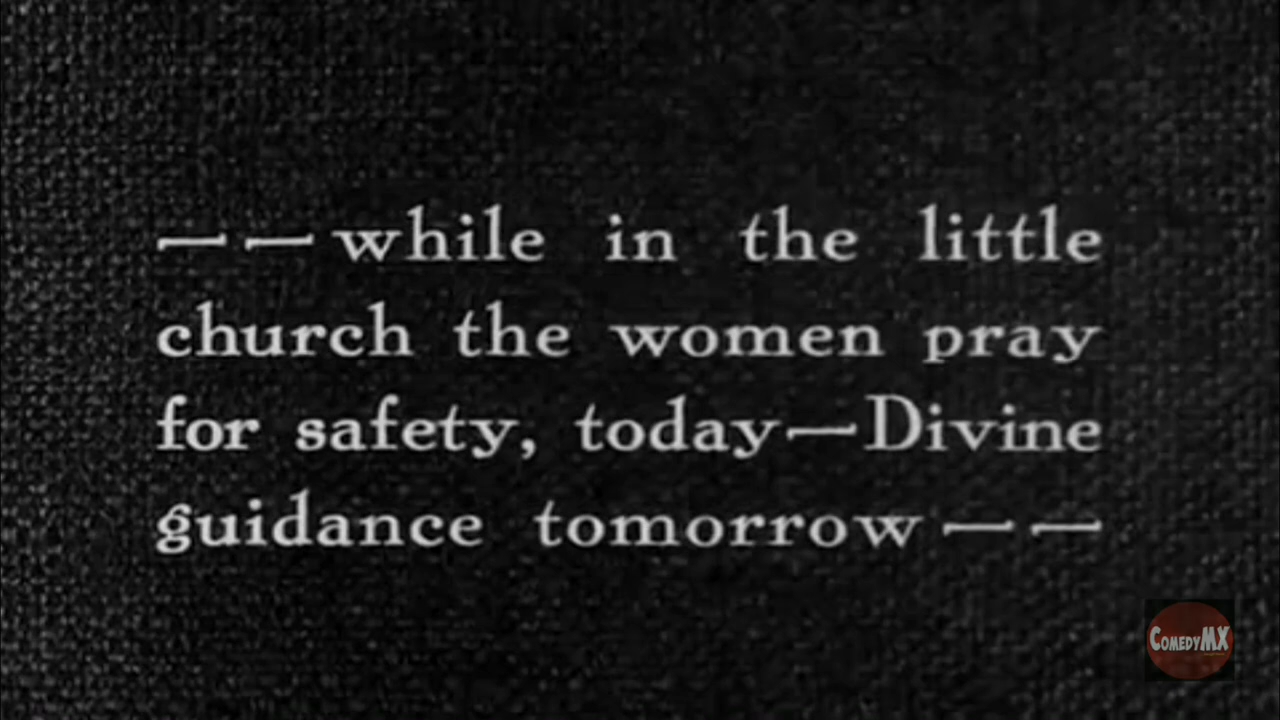 — — while in the little
church the women pray
for safety, today — Divine
guidance tomorrow — —
COMEDYMX